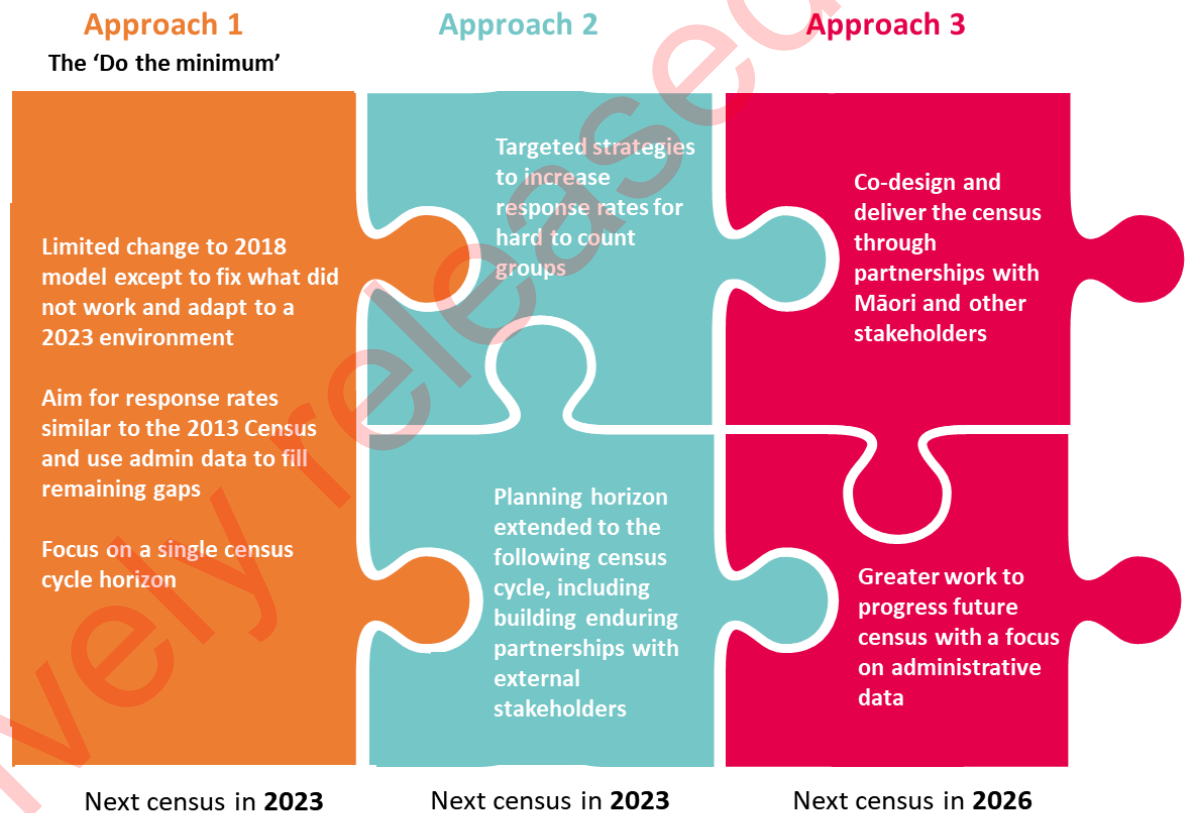 Approach 1
The ‘Do the minimum’
Limited change to 2018
model except to fix what did
not work and adapt to a
2023 environment
Aim for response rates
similar to the 2013 Census
and use admin data to fill
remaining gaps
Focus on a single census
cycle horizon
Next census in 2023
Approach 2
Targeted strategies
to increase
response rates for
hard to count
groups
Planning horizon
extended to the
following census
cycle, including
building enduring
partnerships with
external
stakeholders
Next census in 2023
Approach 3
Co-design and
deliver the census
through
partnerships with
Māori and other
stakeholders
Greater work to
progress future
census with a focus
on administrative
data
Next census in 2026
vely released